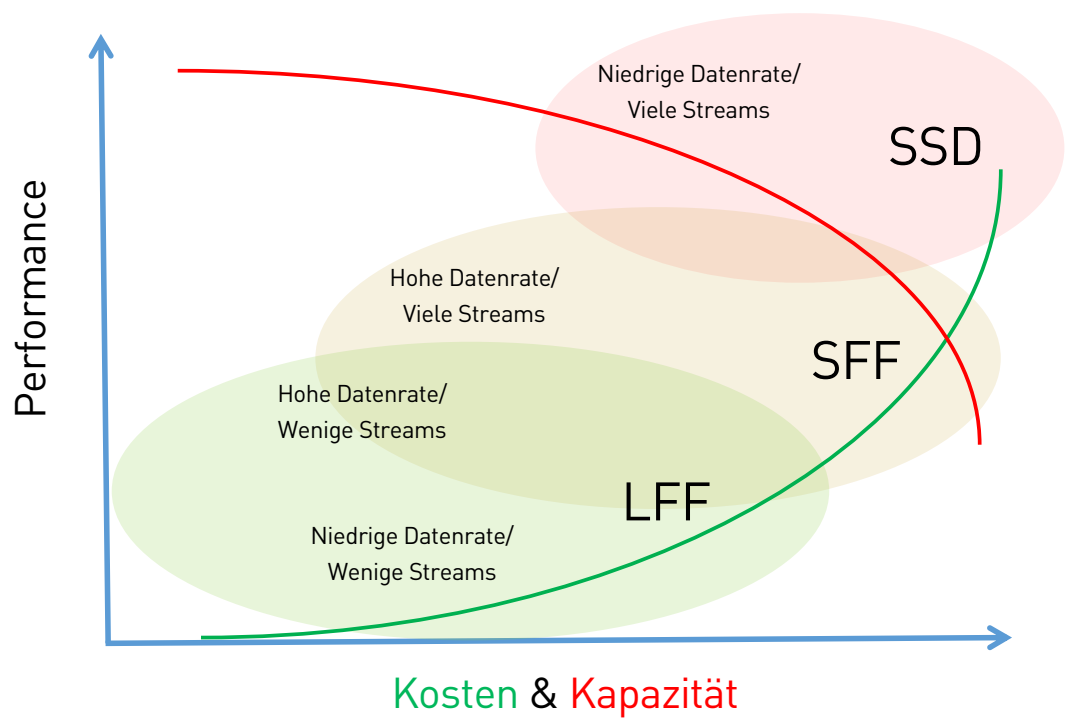 Niedrige Datenrate/
Viele Streams
SSD
Performance
Hohe Datenrate/
Viele Streams
SFF
Hohe Datenrate/
Wenige Streams
LFF
Niedrige Datenrate/
Wenige Streams
Kosten & Kapazität